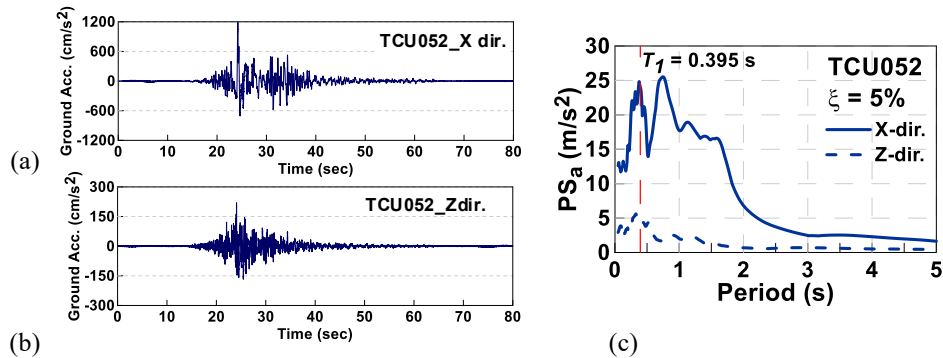 (a)
Ground Acc. (cm/s²)
1200
600
0
-600
-1200
TCU052_X dir.
0 10 20 30 40 50 60 70 80
Time (sec)
(b)
Ground Acc. (cm/s²)
300
150
0
-150
-300
TCU052_Zdir.
0 10 20 30 40 50 60 70 80
Time (sec)
(c)
PSa (m/s²)
30
25
20
15
10
5
0
T1 = 0.395 s
TCU052
ξ = 5%
X-dir.
Z-dir.
0 1 2 3 4 5
Period (s)